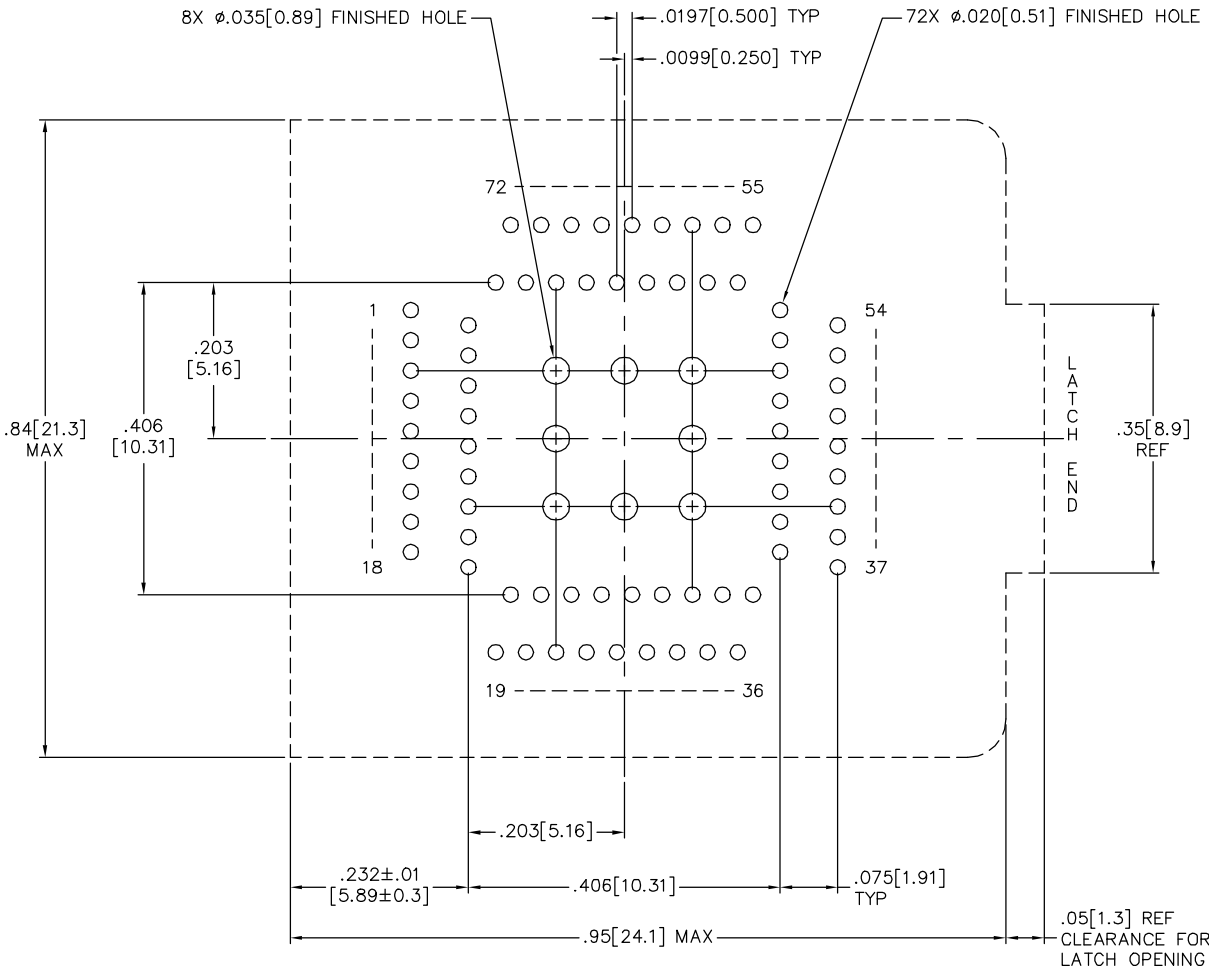 8X ø.035[0.89] FINISHED HOLE
.0197[0.500] TYP
72X ø.020[0.51] FINISHED HOLE
.0099[0.250] TYP
72
55
1
54
.203
[5.16]
.84[21.3]
MAX
.406
[10.31]
LATCH END
.35[8.9]
REF
18
37
19
36
.203[5.16]
.232±.01
[5.89±0.3]
.406[10.31]
.075[1.91]
TYP
.95[24.1] MAX
.05[1.3] REF
CLEARANCE FOR
LATCH OPENING